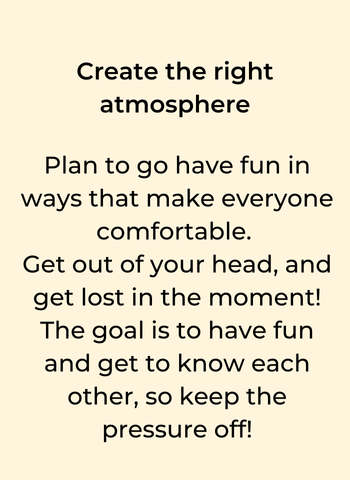 Create the right
atmosphere
Plan to go have fun in
ways that make everyone
comfortable.
Get out of your head, and
get lost in the moment!
The goal is to have fun
and get to know each
other, so keep the
pressure off!